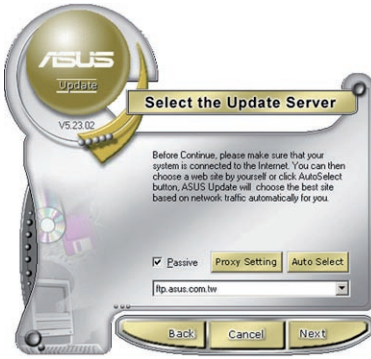 ASUS
Update
V5.23.02
Select the Update Server
Before Continue, please make sure that your
system is connected to the Internet. You can then
choose a web site by yourself or click AutoSelect
button, ASUS Update will choose the best site
based on network traffic automatically for you.
Passive
Proxy Setting
Auto Select
ftp.asus.com.tw
Back
Cancel
Next